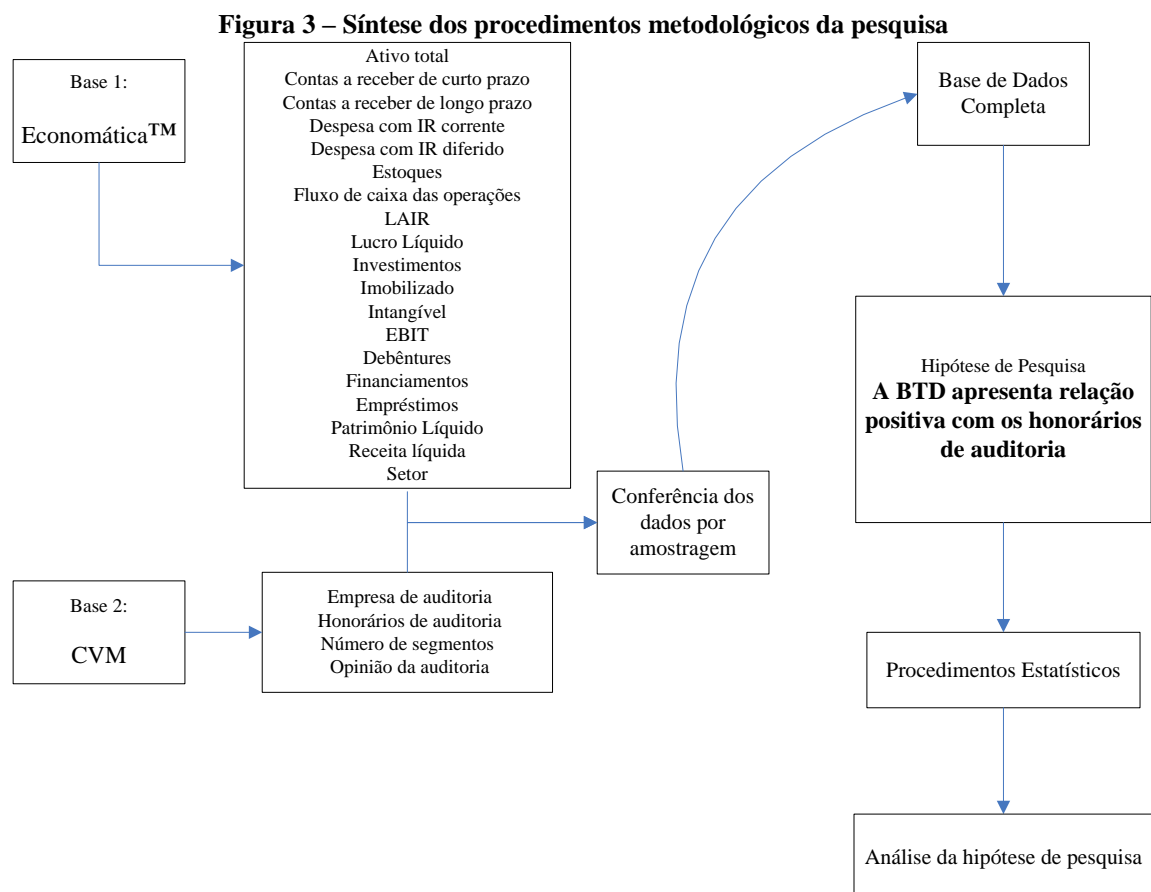 Figura 3 – Síntese dos procedimentos metodológicos da pesquisa
Base 1:
Economática™
Ativo total
Contas a receber de curto prazo
Contas a receber de longo prazo
Despesa com IR corrente
Despesa com IR diferido
Estoques
Fluxo de caixa das operações
LAIR
Lucro Líquido
Investimentos
Imobilizado
Intangível
EBIT
Debêntures
Financiamentos
Empréstimos
Patrimônio Líquido
Receita líquida
Setor
Base 2:
CVM
Empresa de auditoria
Honorários de auditoria
Número de segmentos
Opinião da auditoria
Conferência dos
dados por
amostragem
Base de Dados
Completa
Hipótese de Pesquisa
A BTD apresenta relação
positiva com os honorários
de auditoria
Procedimentos Estatísticos
Análise da hipótese de pesquisa